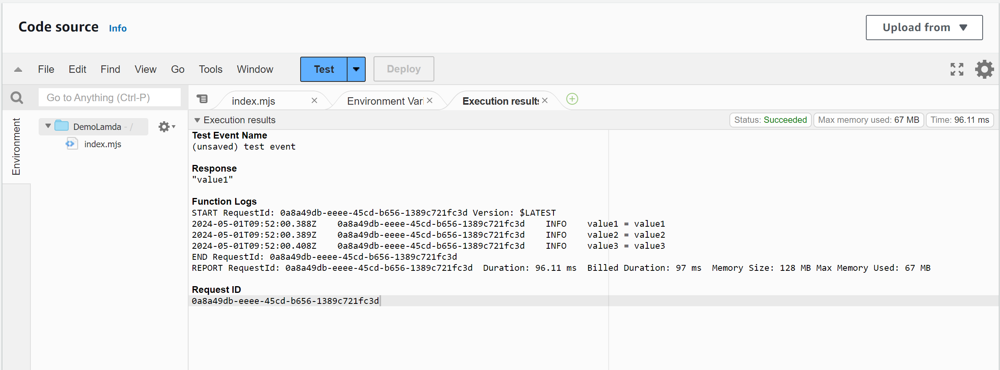 Code source Info
Upload from
File Edit Find View Go Tools Window Test Deploy
Go to Anything (Ctrl-P)
index.mjs Environment Vari Execution results
Environment
DemoLamda - /
index.mjs
Execution results Status: Succeeded Max memory used: 67 MB Time: 96.11 ms
Test Event Name
(unsaved) test event
Response
"value1"
Function Logs
START RequestId: 0a8a49db-eeee-45cd-b656-1389c721fc3d Version: $LATEST
2024-05-01T09:52:00.388Z 0a8a49db-eeee-45cd-b656-1389c721fc3d INFO value1 = value1
2024-05-01T09:52:00.389Z 0a8a49db-eeee-45cd-b656-1389c721fc3d INFO value2 = value2
2024-05-01T09:52:00.408Z 0a8a49db-eeee-45cd-b656-1389c721fc3d INFO value3 = value3
END RequestId: 0a8a49db-eeee-45cd-b656-1389c721fc3d
REPORT RequestId: 0a8a49db-eeee-45cd-b656-1389c721fc3d Duration: 96.11 ms Billed Duration: 97 ms Memory Size: 128 MB Max Memory Used: 67 MB
Request ID
0a8a49db-eeee-45cd-b656-1389c721fc3d